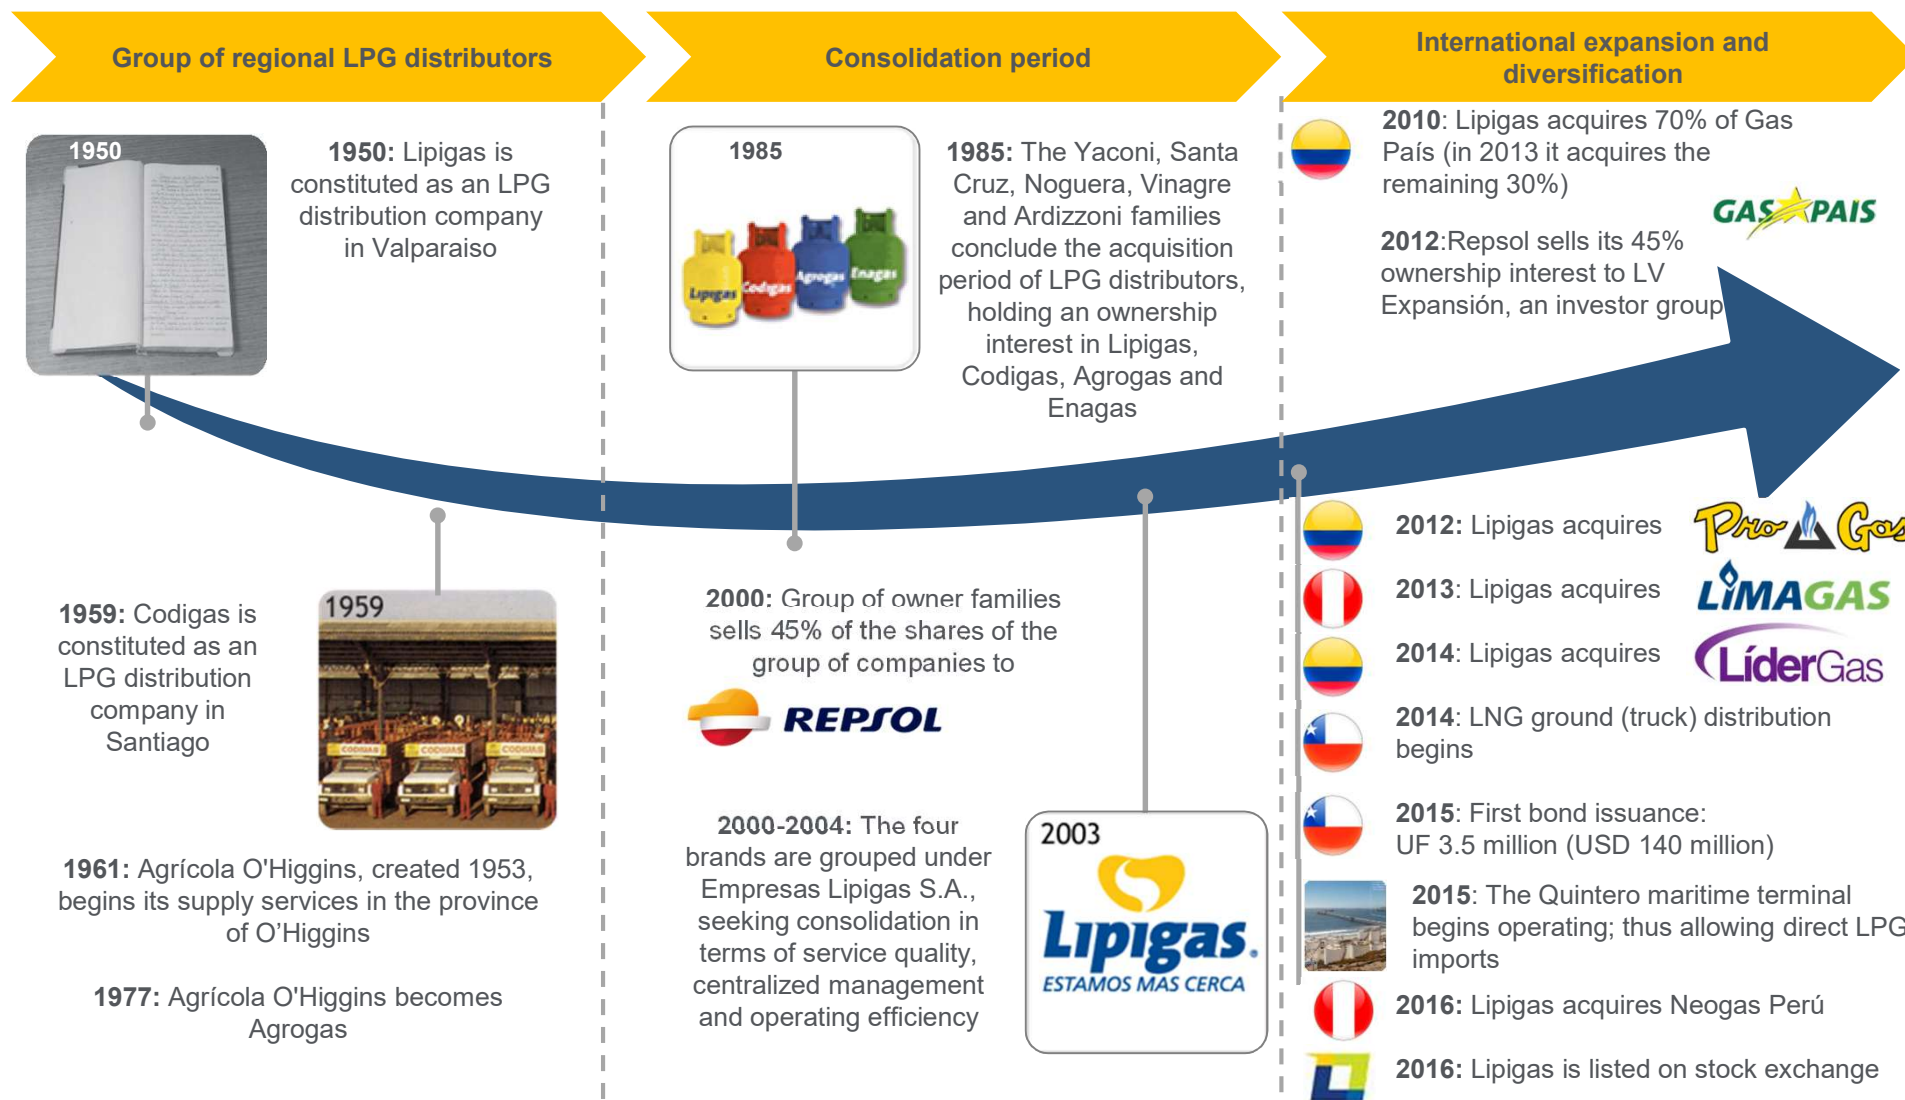 Group of regional LPG distributors
1950
1950: Lipigas is
constituted as an LPG
distribution company
in Valparaiso
1959: Codigas is
constituted as an
LPG distribution
company in
Santiago
1959
CODIGAS
CODIGAS
CODIGAS
1961: Agrícola O'Higgins, created 1953,
begins its supply services in the province
of O’Higgins
1977: Agrícola O'Higgins becomes
Agrogas
Consolidation period
1985
Lipigas
Codigas
Agrogas
Enagas
1985: The Yaconi, Santa
Cruz, Noguera, Vinagre
and Ardizzoni families
conclude the acquisition
period of LPG distributors,
holding an ownership
interest in Lipigas,
Codigas, Agrogas and
Enagas
2000: Group of owner families
sells 45% of the shares of the
group of companies to
REPSOL
2000-2004: The four
brands are grouped under
Empresas Lipigas S.A.,
seeking consolidation in
terms of service quality,
centralized management
and operating efficiency
2003
Lipigas.
ESTAMOS MAS CERCA
International expansion and
diversification
2010: Lipigas acquires 70% of Gas
País (in 2013 it acquires the
remaining 30%)
GAS PAIS
2012:Repsol sells its 45%
ownership interest to LV
Expansión, an investor group
2012: Lipigas acquires
Pro Gas
2013: Lipigas acquires
LIMAGAS
2014: Lipigas acquires
LíderGas
2014: LNG ground (truck) distribution
begins
2015: First bond issuance:
UF 3.5 million (USD 140 million)
2015: The Quintero maritime terminal
begins operating; thus allowing direct LPG
imports
2016: Lipigas acquires Neogas Perú
2016: Lipigas is listed on stock exchange